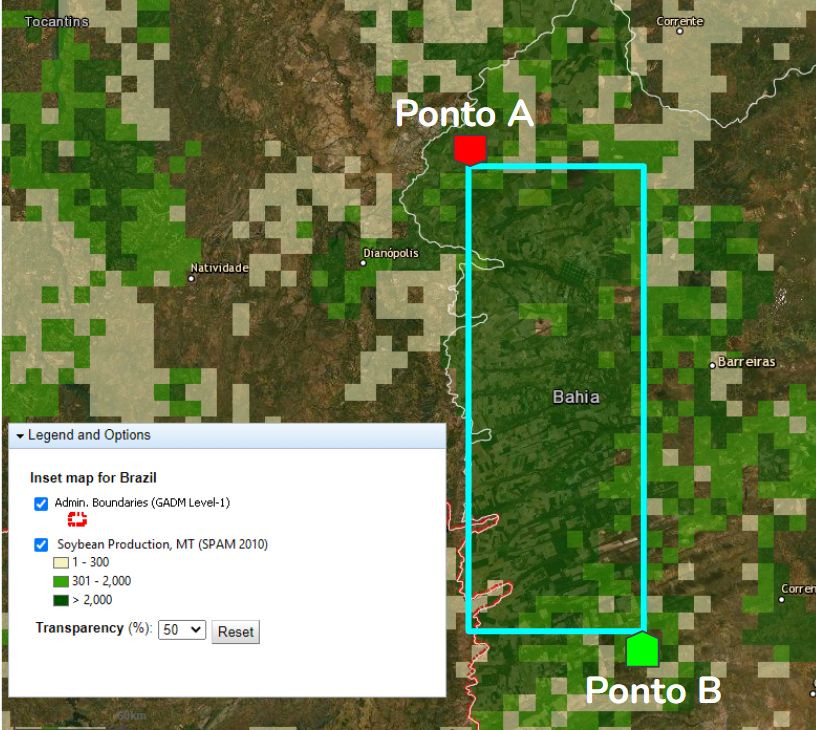 Tocantins
Corrente
Ponto A
Dianópolis
Natividade
Barreiras
Bahia
Legend and Options
Inset map for Brazil
Admin. Boundaries (GADM Level-1)
Soybean Production, MT (SPAM 2010)
1 - 300
301 - 2,000
> 2,000
Transparency (%): 50 Reset
Corren
Ponto B
60km